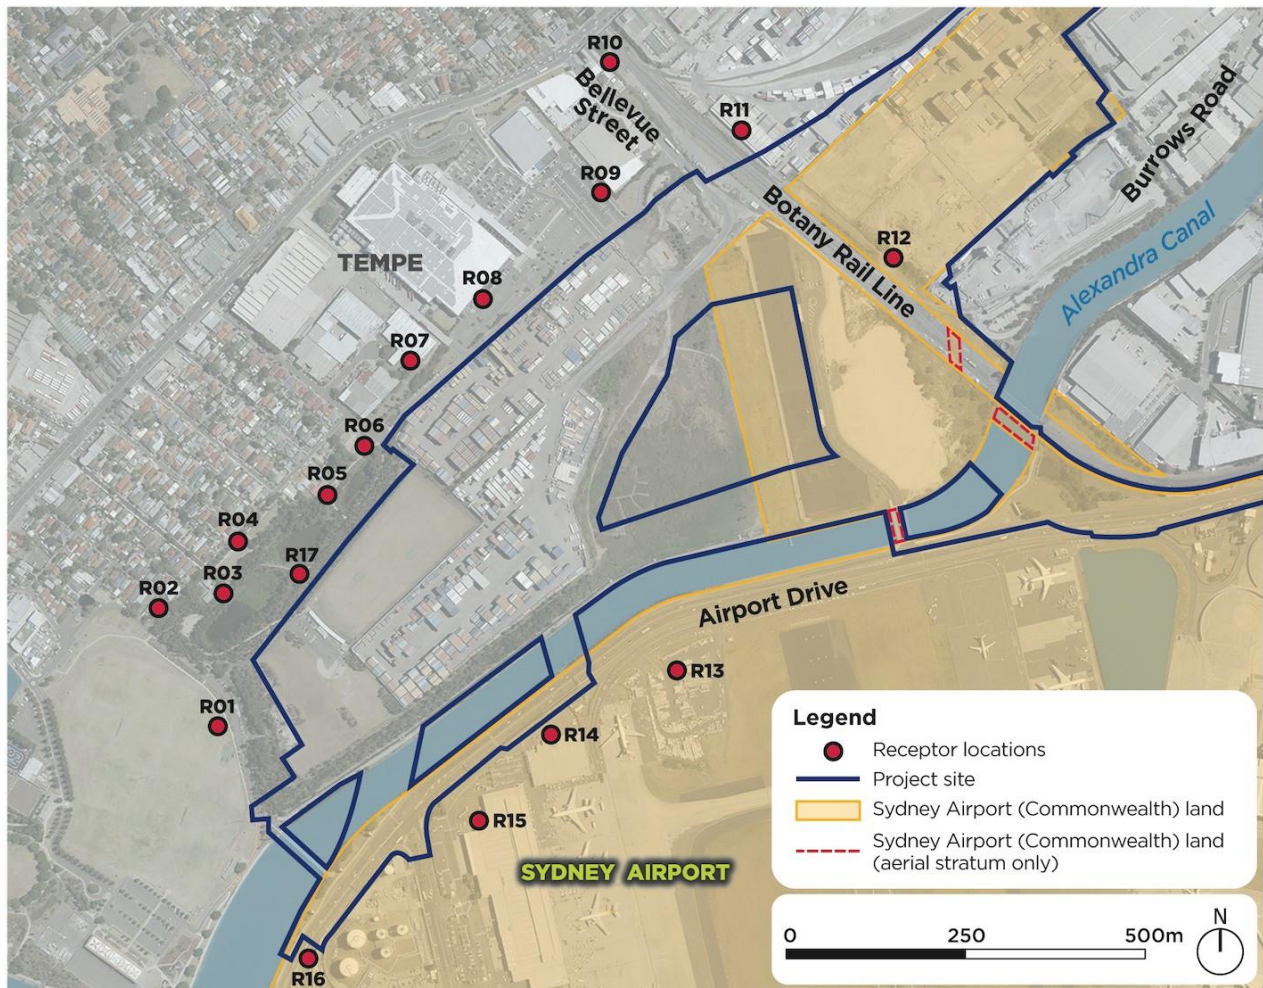 R10
Bellevue
Street
R11
Burrows Road
R09
Botany Rail Line
R12
Alexandra Canal
TEMPE
R08
R07
R06
R05
R04
R17
R03
R02
Airport Drive
R13
R01
R14
R15
SYDNEY AIRPORT
R16
Legend
Receptor locations
Project site
Sydney Airport (Commonwealth) land
Sydney Airport (Commonwealth) land
(aerial stratum only)
0 250 500m
N